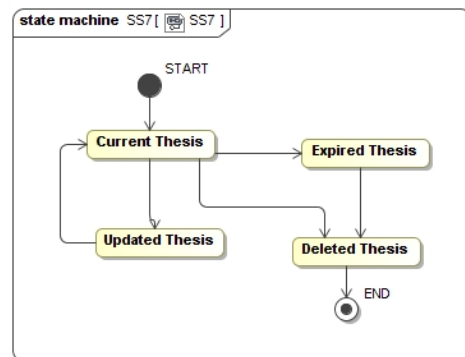 state machine SS7 [ SS7 ]
START
Current Thesis
Expired Thesis
Updated Thesis
Deleted Thesis
END